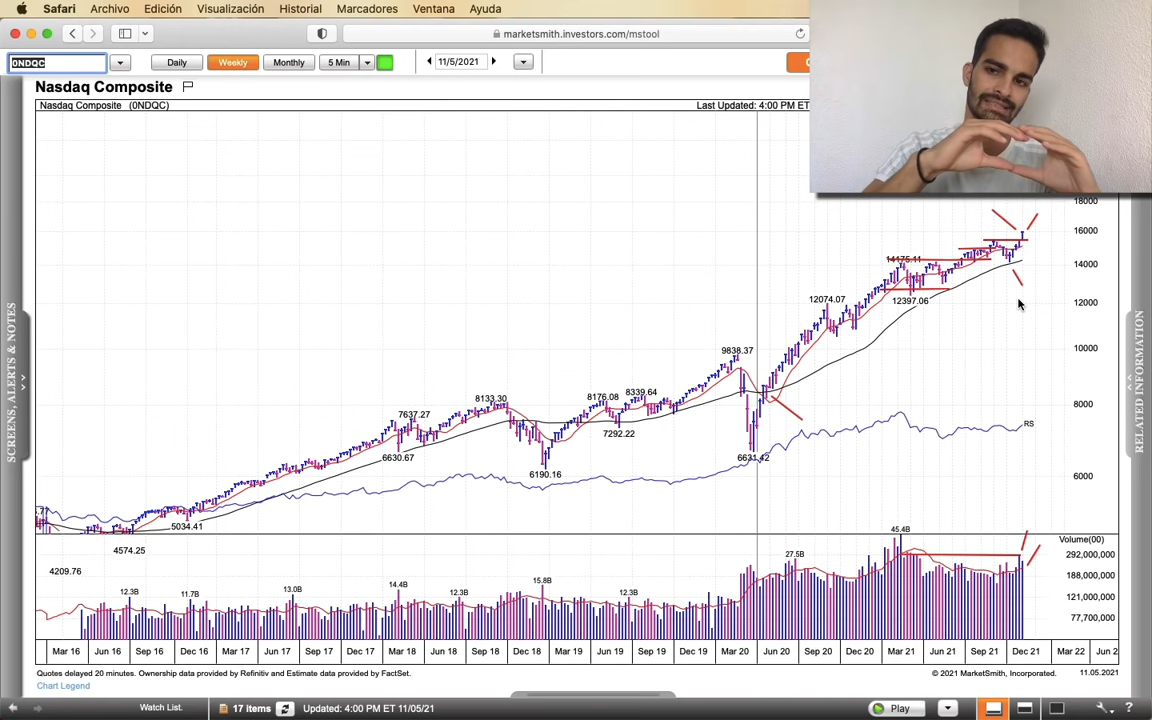 Safari Archivo Edición Visualización Historial Marcadores Ventana Ayuda
marketsmith.investors.com/mstool
0NDQC Daily Weekly Monthly 5 Min 11/5/2021
Nasdaq Composite
Nasdaq Composite (0NDQC) Last Updated: 4:00 PM ET
18000
16000
14175.11
14000
12074.07 12397.06 12000
9838.37 10000
8133.30 8176.08 8339.64 8000
7637.27
7292.22
RS
6630.67 6631.42
6190.16 6000
5034.41
4574.25
4209.76
45.4B Volume(00)
27.5B 292,000,000
188,000,000
12.3B 11.7B 17.0B 14.4B 12.3B 15.8B 12.3B 121,000,000
77,700,000
Mar 16 Jun 16 Sep 16 Dec 16 Mar 17 Jun 17 Sep 17 Dec 17 Mar 18 Jun 18 Sep 18 Dec 18 Mar 19 Jun 19 Sep 19 Dec 19 Mar 20 Jun 20 Sep 20 Dec 20 Mar 21 Jun 21 Sep 21 Dec 21 Mar 22 Jun 2
Quotes delayed 20 minutes. Ownership data provided by Refinitiv and Estimate data provided by FactSet. © 2021 MarketSmith, Incorporated. 11.05.2021
Chart Legend
SCREENS, ALERTS & NOTES
RELATED INFORMATION
Watch List. 17 items Updated: 4:00 PM ET 11/05/21 Play ?